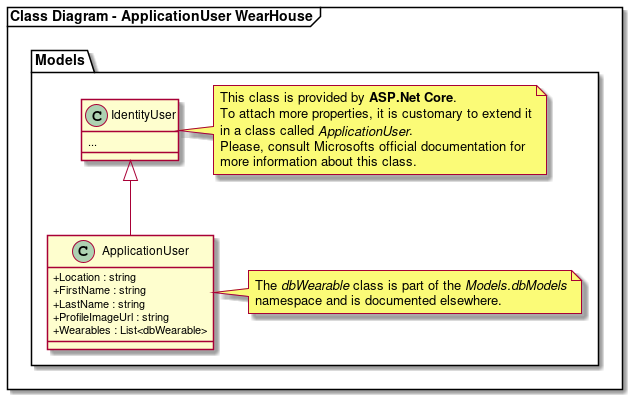 Class Diagram - ApplicationUser WearHouse
Models
C IdentityUser
...
This class is provided by ASP.Net Core.
To attach more properties, it is customary to extend it
in a class called ApplicationUser.
Please, consult Microsofts official documentation for
more information about this class.
C ApplicationUser
+Location : string
+FirstName : string
+LastName : string
+ProfileImageUrl : string
+Wearables : List<dbWearable>
The dbWearable class is part of the Models.dbModels
namespace and is documented elsewhere.